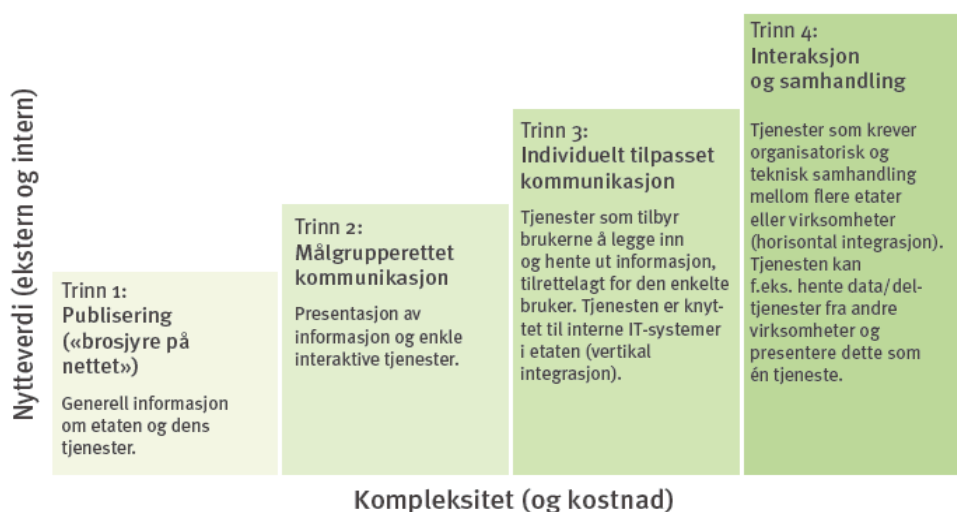 Nytteverdi (ekstern og intern)
Trinn 1:
Publisering
(«brosjyre på
nettet»)
Generell informasjon
om etaten og dens
tjenester.
Trinn 2:
Målgrupperettet
kommunikasjon
Presentasjon av
informasjon og enkle
interaktive tjenester.
Trinn 3:
Individuelt tilpasset
kommunikasjon
Tjenester som tilbyr
brukerne å legge inn
og hente ut informasjon,
tilrettelagt for den enkelte
bruker. Tjenesten er knyt-
tet til interne IT-systemer
i etaten (vertikal
integrasjon).
Trinn 4:
Interaksjon
og samhandling
Tjenester som krever
organisatorisk og
teknisk samhandling
mellom flere etater
eller virksomheter
(horisontal integrasjon).
Tjenesten kan
f.eks. hente data/del-
tjenester fra andre
virksomheter og
presentere dette som
én tjeneste.
Kompleksitet (og kostnad)